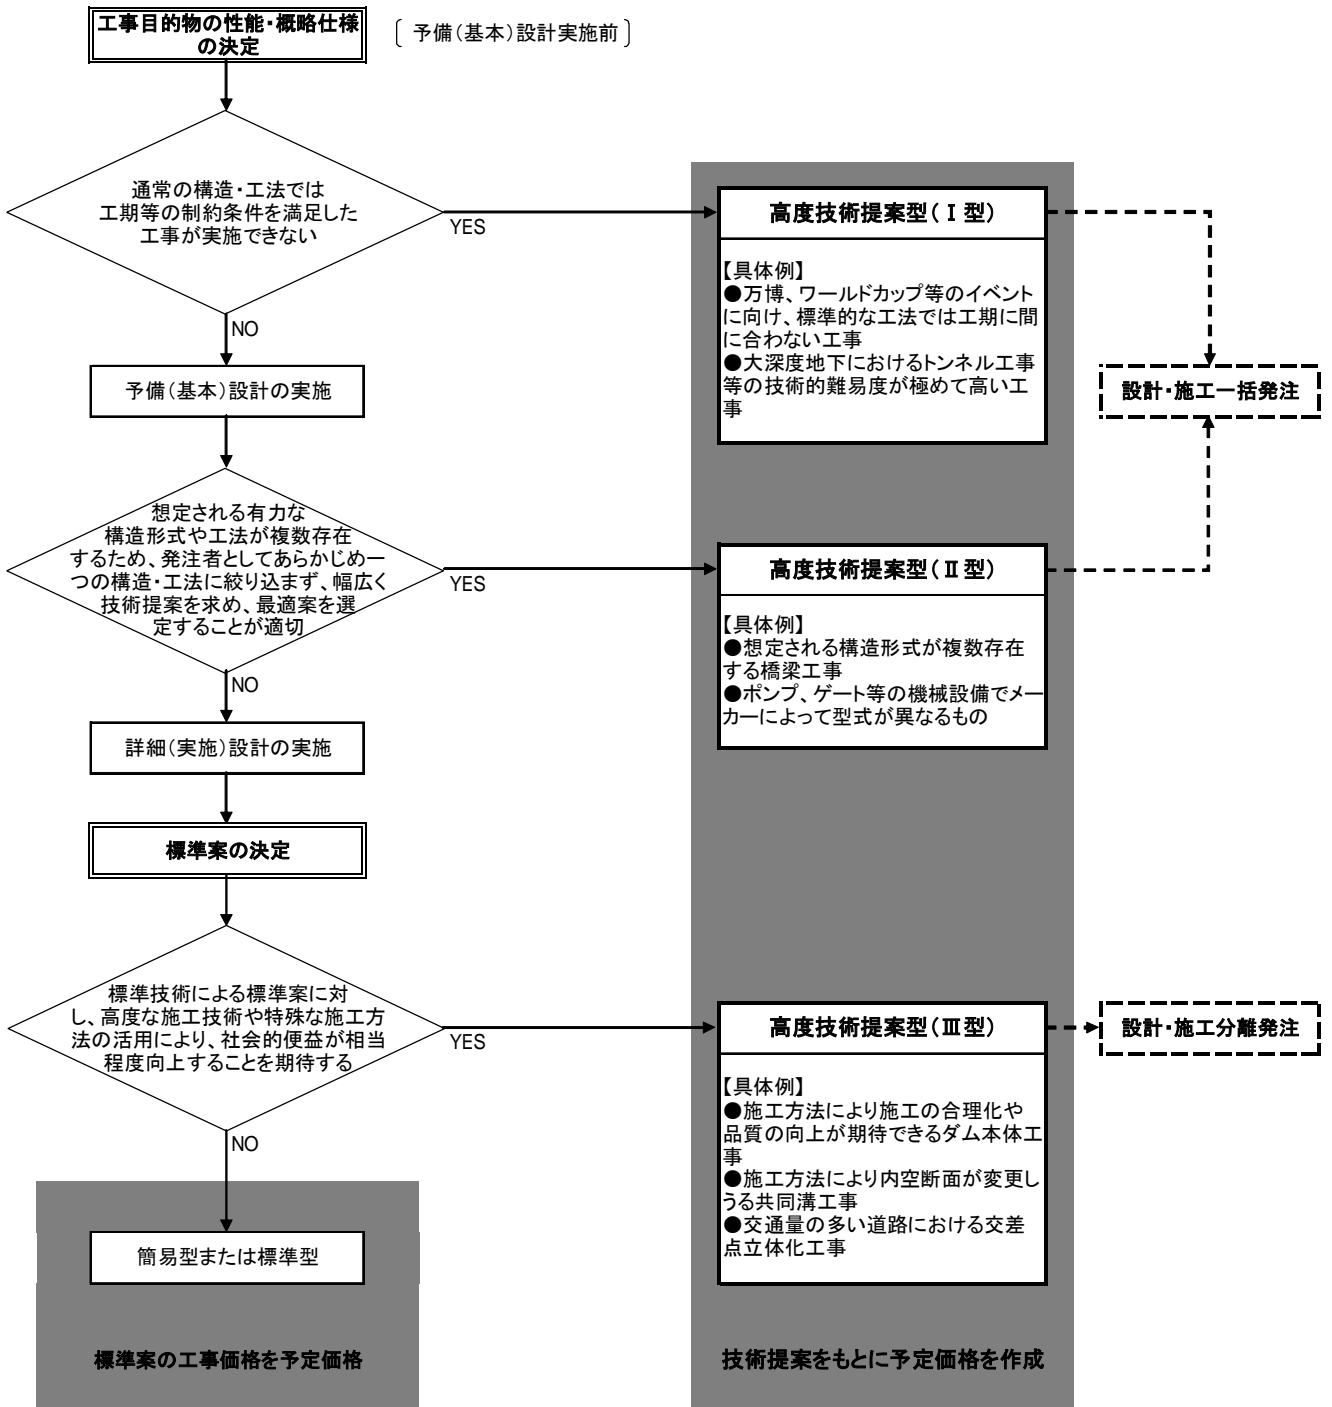 工事目的物の性能・概略仕様
の決定
〔 予備(基本)設計実施前 〕
通常の構造・工法では
工期等の制約条件を満足した
工事が実施できない
YES
NO
高度技術提案型(Ⅰ型)
【具体例】
●万博、ワールドカップ等のイベント
に向け、標準的な工法では工期に間
に合わない工事
●大深度地下におけるトンネル工事
等の技術的難易度が極めて高い工
事
設計・施工一括発注
予備(基本)設計の実施
想定される有力な
構造形式や工法が複数存在
するため、発注者としてあらかじめ一
つの構造・工法に絞り込まず、幅広く
技術提案を求め、最適案を選
定することが適切
YES
NO
高度技術提案型(Ⅱ型)
【具体例】
●想定される構造形式が複数存在
する橋梁工事
●ポンプ、ゲート等の機械設備でメー
カーによって型式が異なるもの
詳細(実施)設計の実施
標準案の決定
標準技術による標準案に対
し、高度な施工技術や特殊な施工方
法の活用により、社会的便益が相当
程度向上することを期待する
YES
NO
高度技術提案型(Ⅲ型)
【具体例】
●施工方法により施工の合理化や
品質の向上が期待できるダム本体工
事
●施工方法により内空断面が変更し
うる共同溝工事
●交通量の多い道路における交差
点立体化工事
設計・施工分離発注
簡易型または標準型
標準案の工事価格を予定価格
技術提案をもとに予定価格を作成